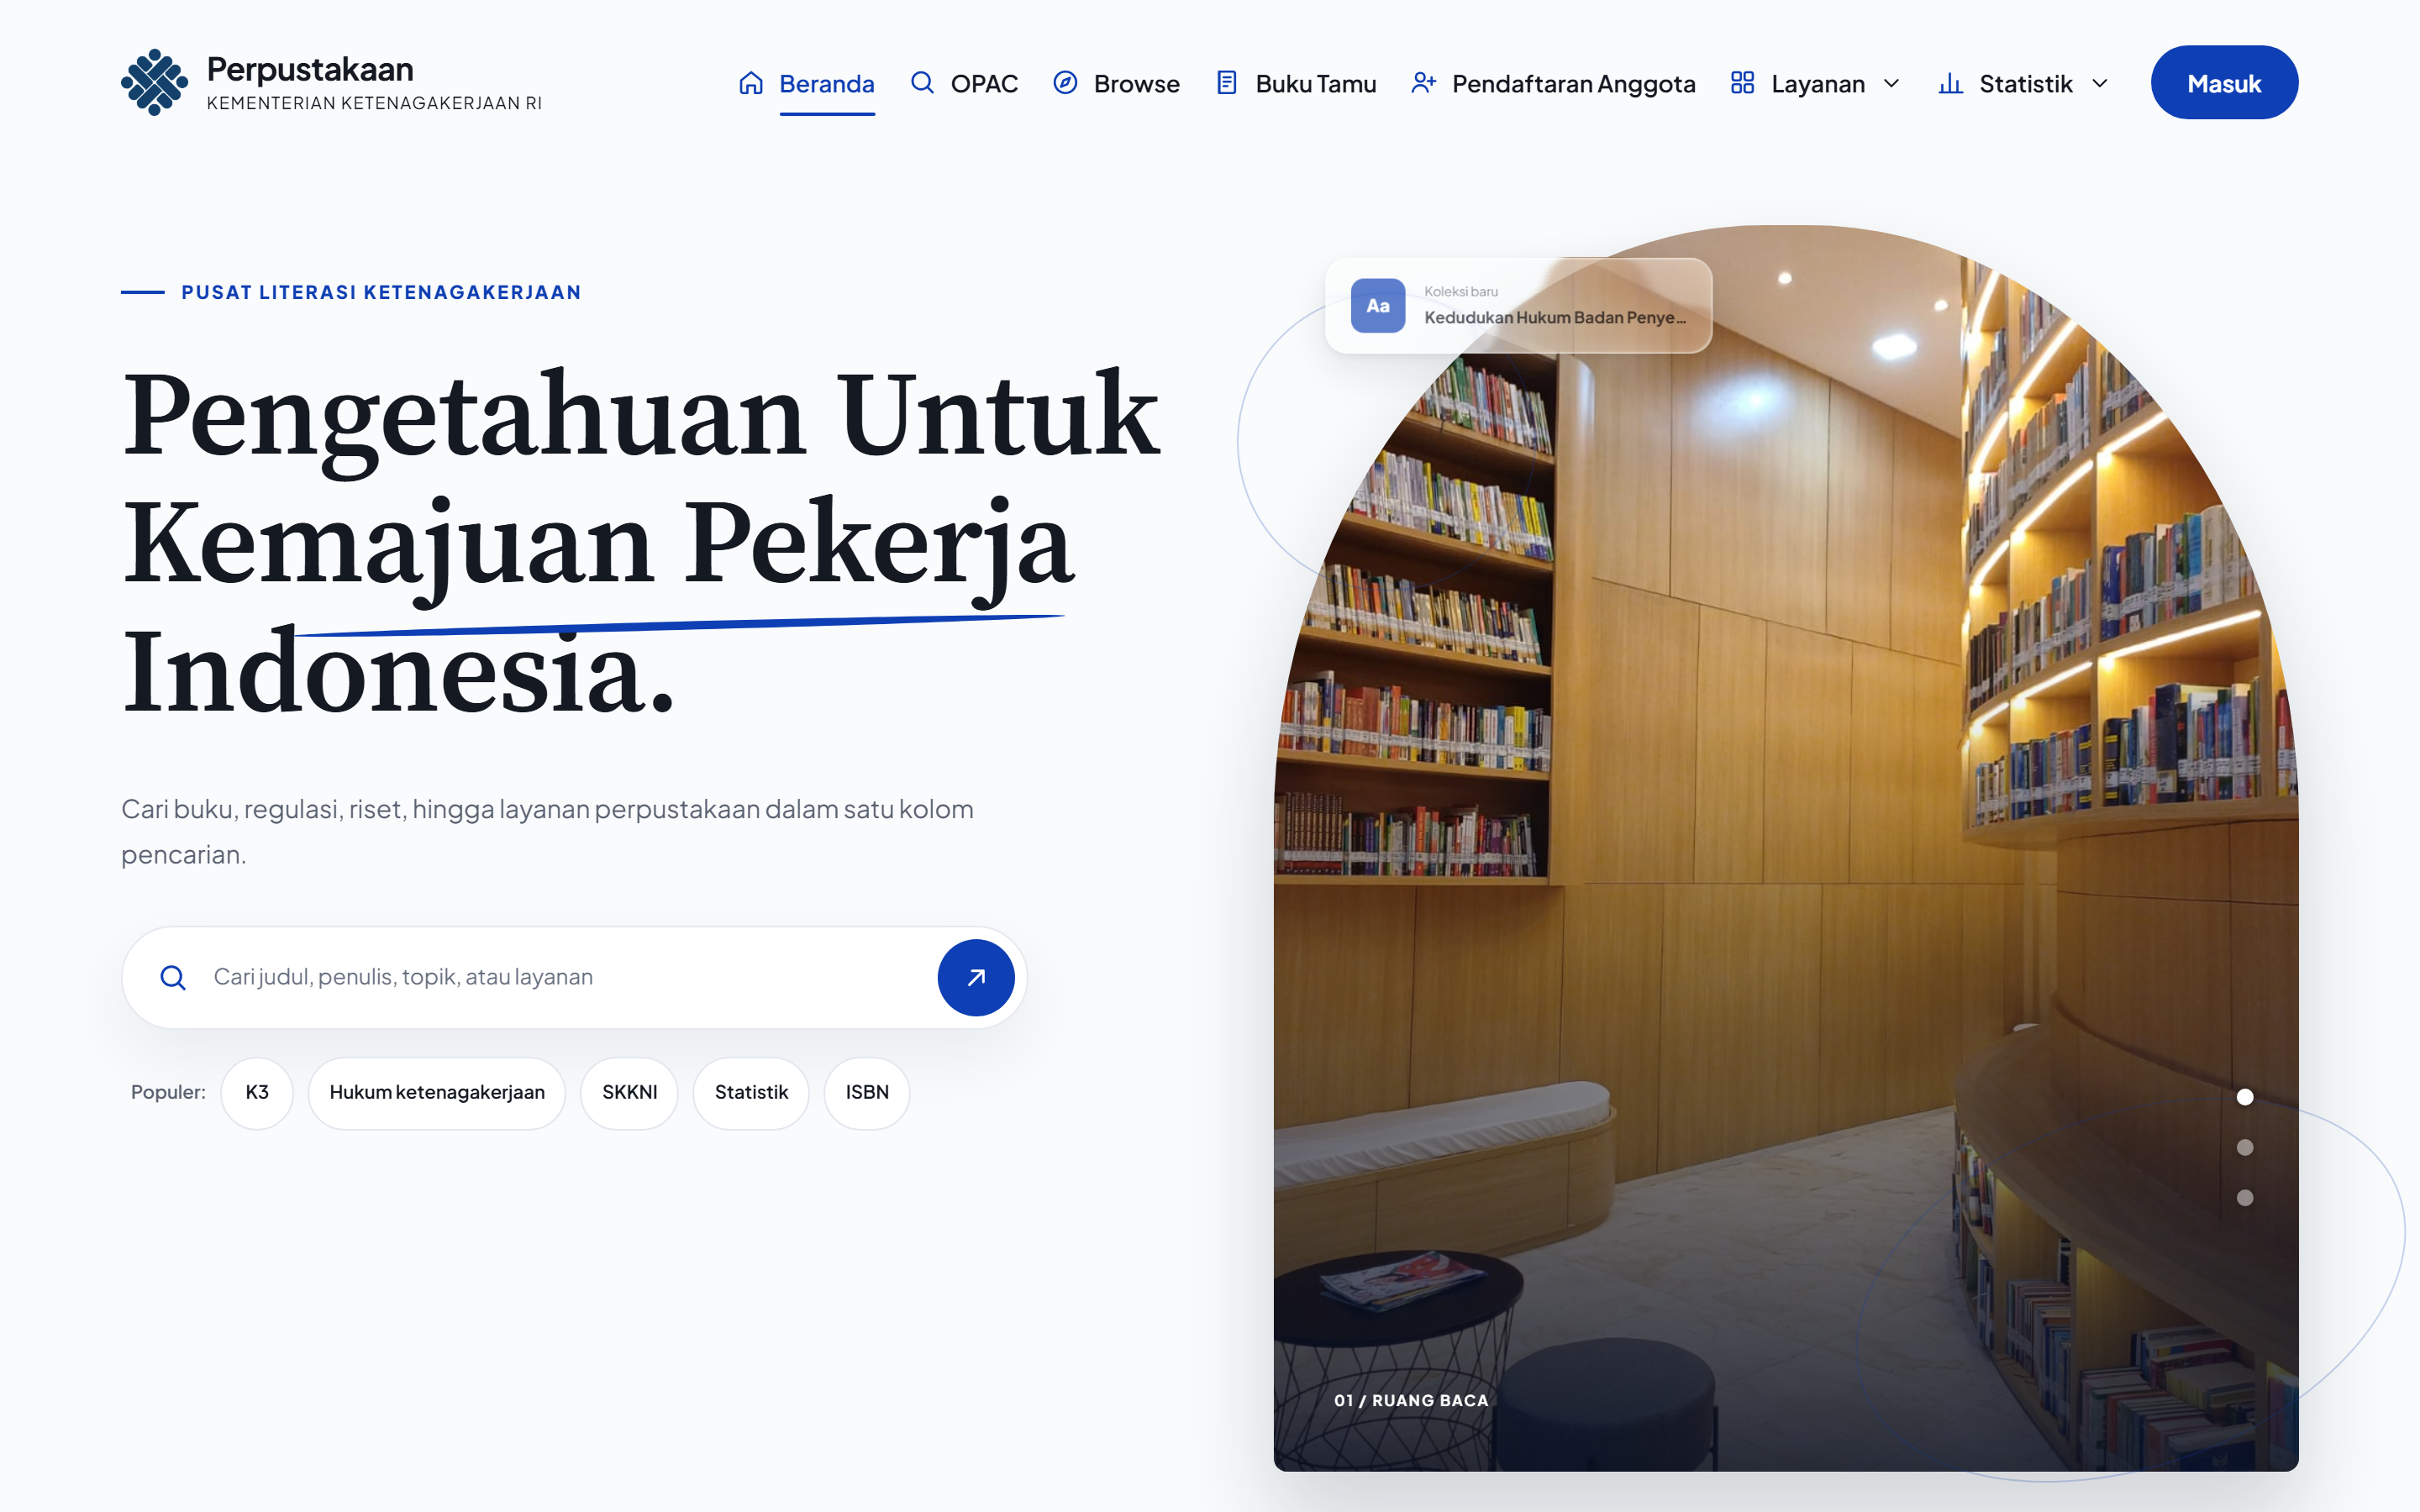 Perpustakaan
KEMENTERIAN KETENAGAKERJAAN RI
Beranda
OPAC
Browse
Buku Tamu
Pendaftaran Anggota
Layanan
Statistik
Masuk
PUSAT LITERASI KETENAGAKERJAAN
Pengetahuan Untuk
Kemajuan Pekerja
Indonesia.
Cari buku, regulasi, riset, hingga layanan perpustakaan dalam satu kolom
pencarian.
Cari judul, penulis, topik, atau layanan
Populer:
K3
Hukum ketenagakerjaan
SKKNI
Statistik
ISBN
Aa
Koleksi baru
Kedudukan Hukum Badan Penye...
01 / RUANG BACA